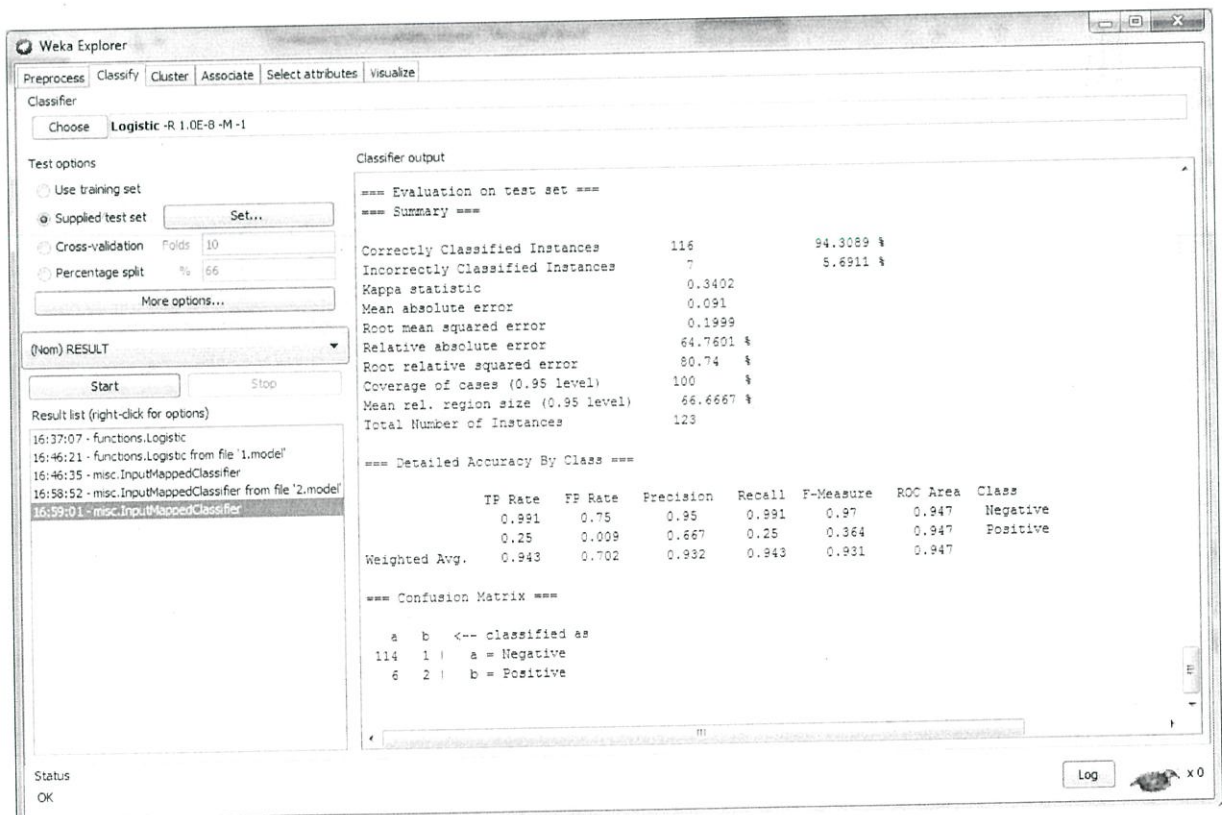 Weka Explorer
Preprocess Classify Cluster Associate Select attributes Visualize
Classifier
Choose Logistic -R 1.0E-8 -M -1
Test options
Use training set
Supplied test set Set...
Cross-validation Folds 10
Percentage split % 66
More options...
(Nom) RESULT
Start Stop
Result list (right-click for options)
16:37:07 - functions.Logistic
16:46:21 - functions.Logistic from file '1.model'
16:46:35 - misc.InputMappedClassifier
16:58:52 - misc.InputMappedClassifier from file '2.model'
16:59:01 - misc.InputMappedClassifier
Classifier output
=== Evaluation on test set ===
=== Summary ===
Correctly Classified Instances 116 94.3089 %
Incorrectly Classified Instances 7 5.6911 %
Kappa statistic 0.3402
Mean absolute error 0.091
Root mean squared error 0.1999
Relative absolute error 64.7601 %
Root relative squared error 80.74 %
Coverage of cases (0.95 level) 100 %
Mean rel. region size (0.95 level) 66.6667 %
Total Number of Instances 123
=== Detailed Accuracy By Class ===
TP Rate FP Rate Precision Recall F-Measure ROC Area Class
0.991 0.75 0.95 0.991 0.97 0.947 Negative
0.25 0.009 0.667 0.25 0.364 0.947 Positive
Weighted Avg. 0.943 0.702 0.932 0.943 0.931 0.947
=== Confusion Matrix ===
a b <-- classified as
114 1 | a = Negative
6 2 | b = Positive
Status
OK
Log x 0